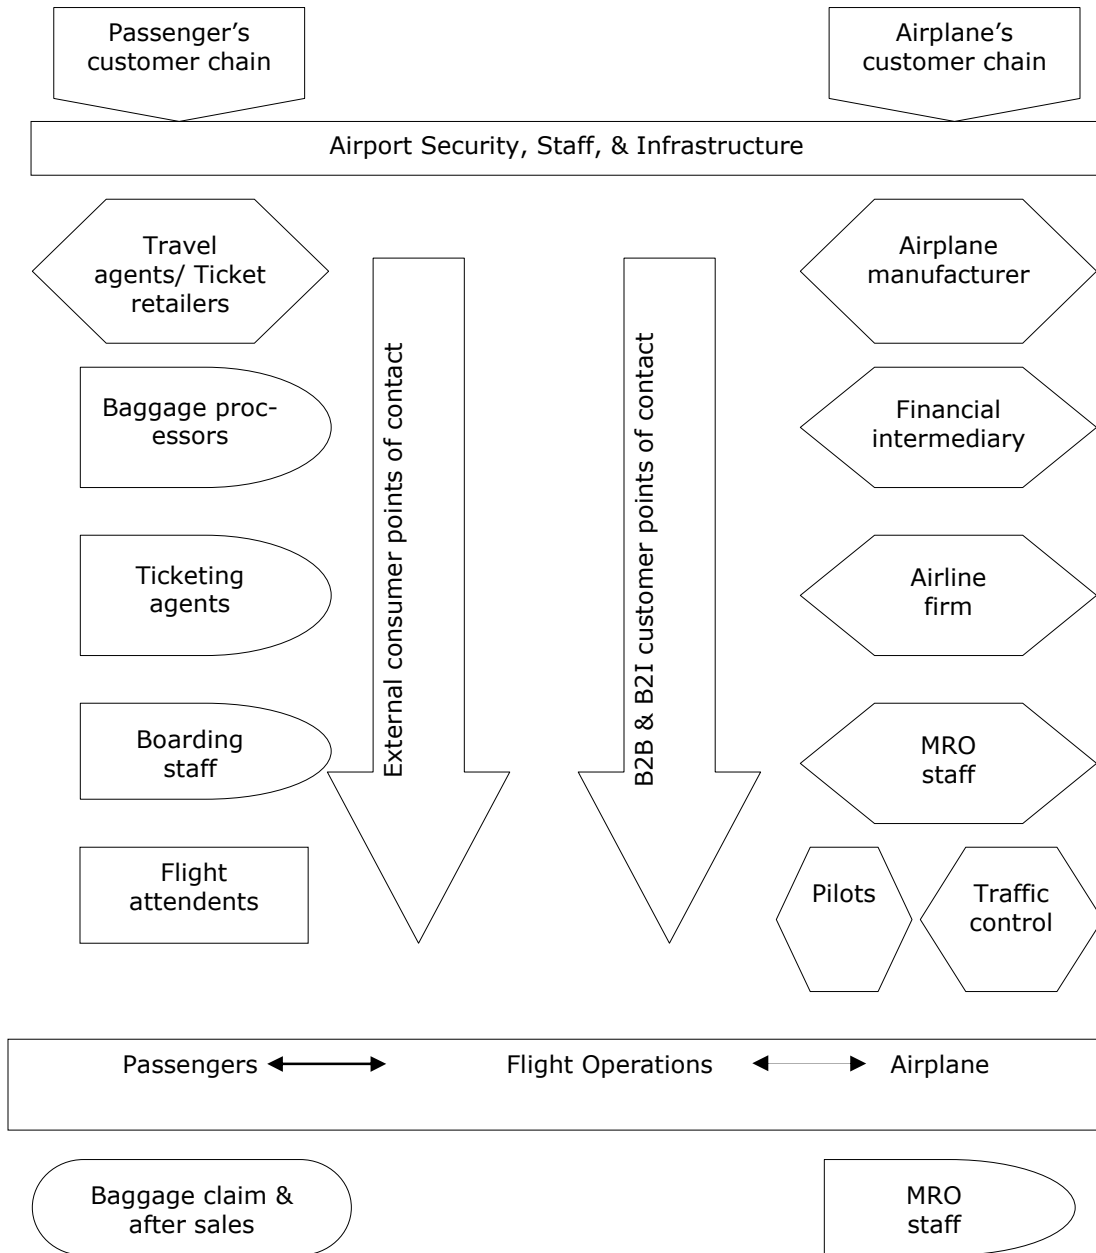 Passenger’s
customer chain
Airplane’s
customer chain
Airport Security, Staff, & Infrastructure
Travel
agents/ Ticket
retailers
Airplane
manufacturer
External consumer points of contact
B2B & B2I customer points of contact
Baggage proc-
essors
Financial
intermediary
Ticketing
agents
Airline
firm
Boarding
staff
MRO
staff
Flight
attendents
Pilots
Traffic
control
Passengers
Flight Operations
Airplane
Baggage claim &
after sales
MRO
staff